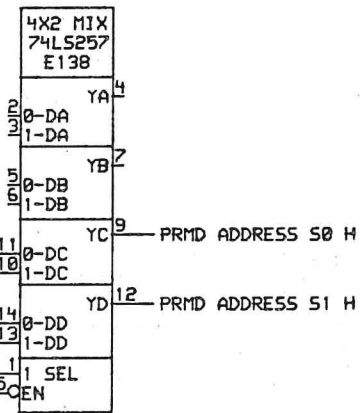 4X2 MIX
74LS257
E138
YA 4
2 0-DA
3 1-DA
YB 7
5 0-DB
6 1-DB
YC 9 PRMD ADDRESS S0 H
11 0-DC
10 1-DC
YD 12 PRMD ADDRESS S1 H
14 0-DD
13 1-DD
1 1 SEL
5 EN